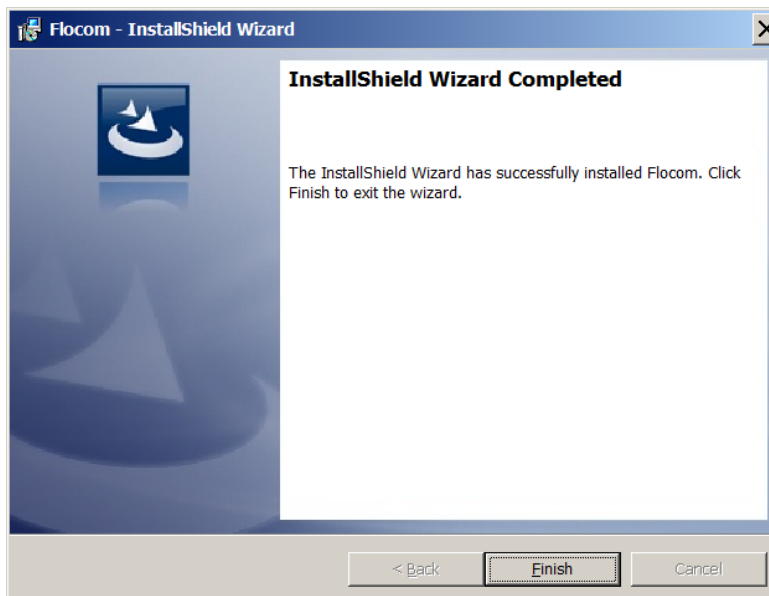 Flocom - InstallShield Wizard
InstallShield Wizard Completed
The InstallShield Wizard has successfully installed Flocom. Click
Finish to exit the wizard.
< Back
Finish
Cancel